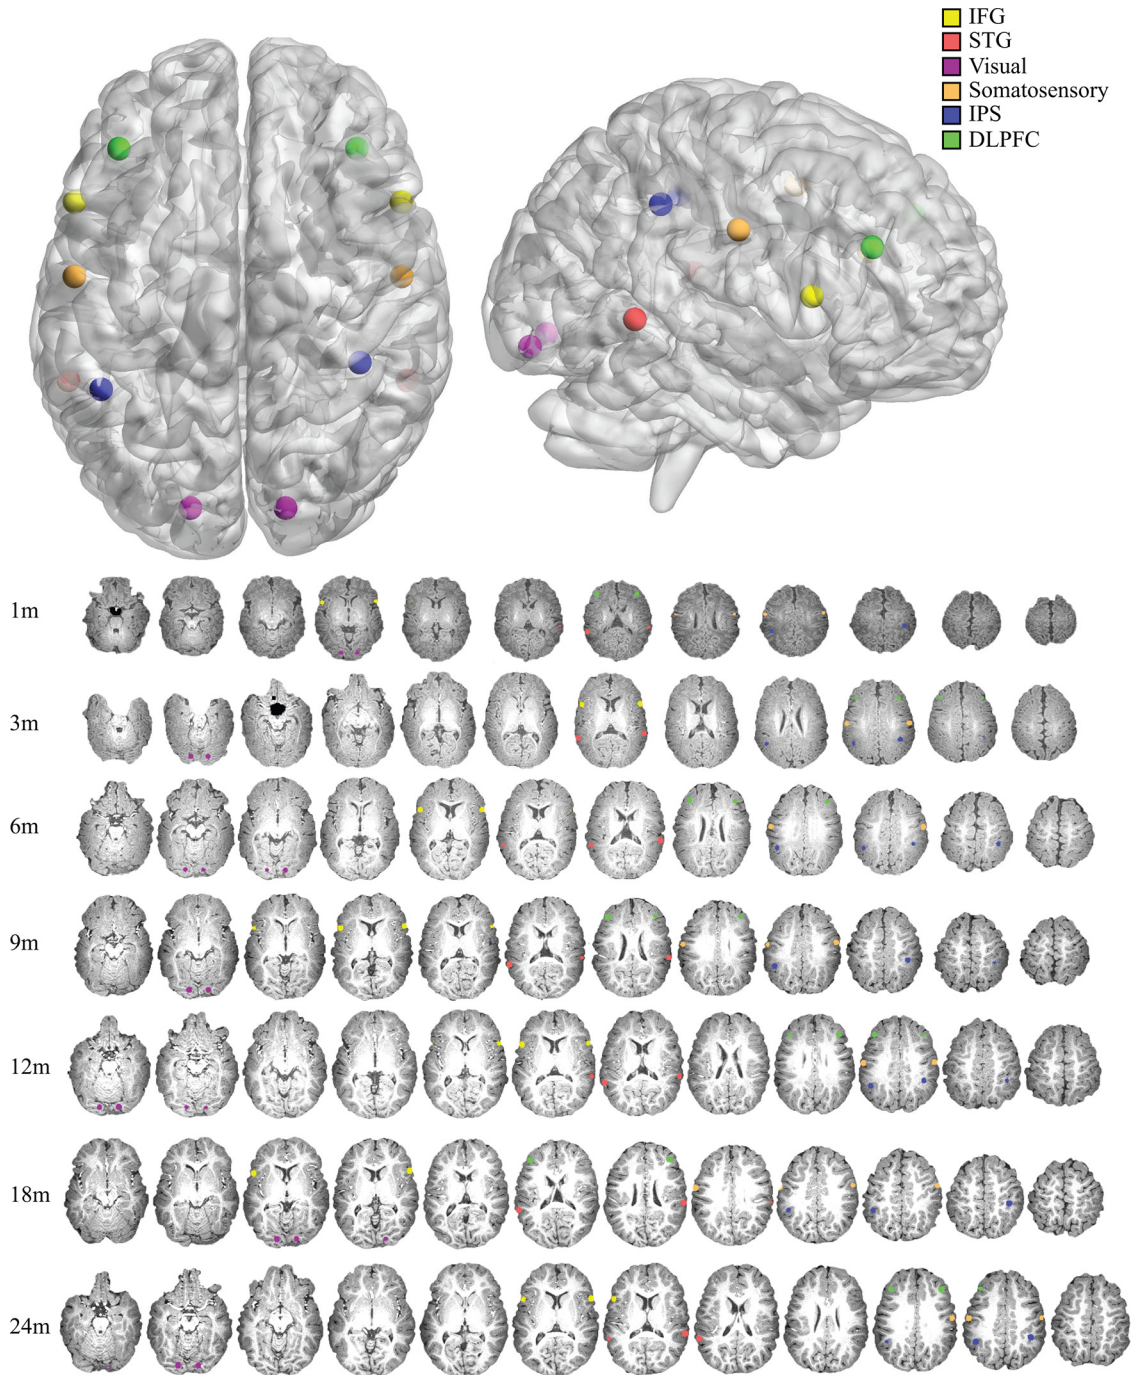 IFG
STG
Visual
Somatosensory
IPS
DLPFC
1m
3m
6m
9m
12m
18m
24m